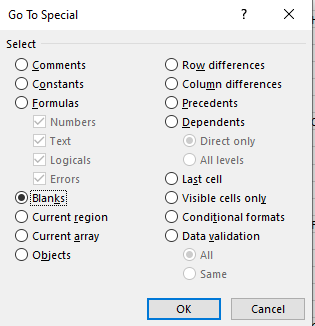 Go To Special
?
Select
Comments
Constants
Formulas
Numbers
Text
Logicals
Errors
Blanks
Current region
Current array
Objects
Row differences
Column differences
Precedents
Dependents
Direct only
All levels
Last cell
Visible cells only
Conditional formats
Data validation
All
Same
OK
Cancel